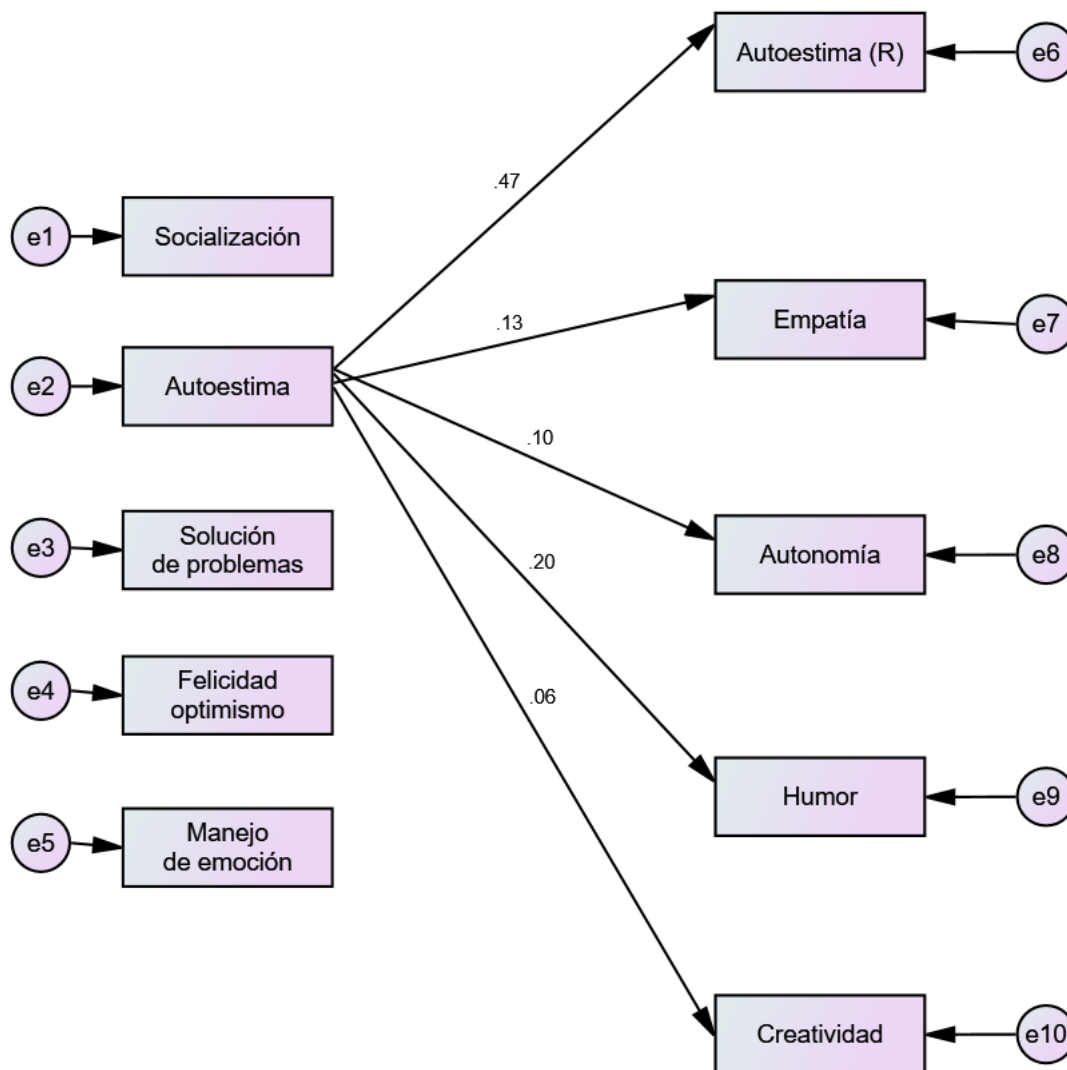 Autoestima (R)
e6
.47
e1
Socialización
Empatía
e7
.13
e2
Autoestima
.10
e3
Solución
de problemas
Autonomía
e8
.20
e4
Felicidad
optimismo
.06
Humor
e9
e5
Manejo
de emoción
Creatividad
e10